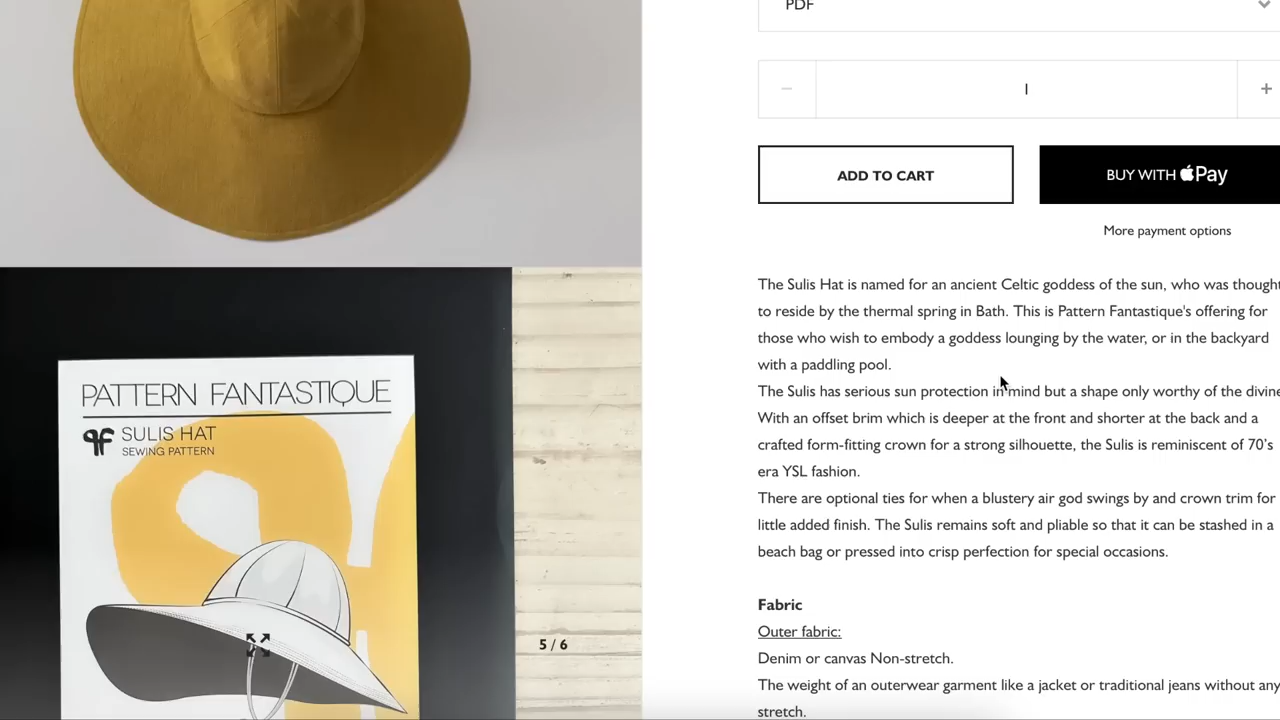 PDF
1
ADD TO CART
BUY WITH Pay
More payment options
The Sulis Hat is named for an ancient Celtic goddess of the sun, who was thought
to reside by the thermal spring in Bath. This is Pattern Fantastique's offering for
those who wish to embody a goddess lounging by the water, or in the backyard
with a paddling pool.
The Sulis has serious sun protection in mind but a shape only worthy of the divine
With an offset brim which is deeper at the front and shorter at the back and a
crafted form-fitting crown for a strong silhouette, the Sulis is reminiscent of 70's
era YSL fashion.
There are optional ties for when a blustery air god swings by and crown trim for
little added finish. The Sulis remains soft and pliable so that it can be stashed in a
beach bag or pressed into crisp perfection for special occasions.
Fabric
Outer fabric:
Denim or canvas Non-stretch.
The weight of an outerwear garment like a jacket or traditional jeans without any
stretch.
PATTERN FANTASTIQUE
SULIS HAT
SEWING PATTERN
5 / 6